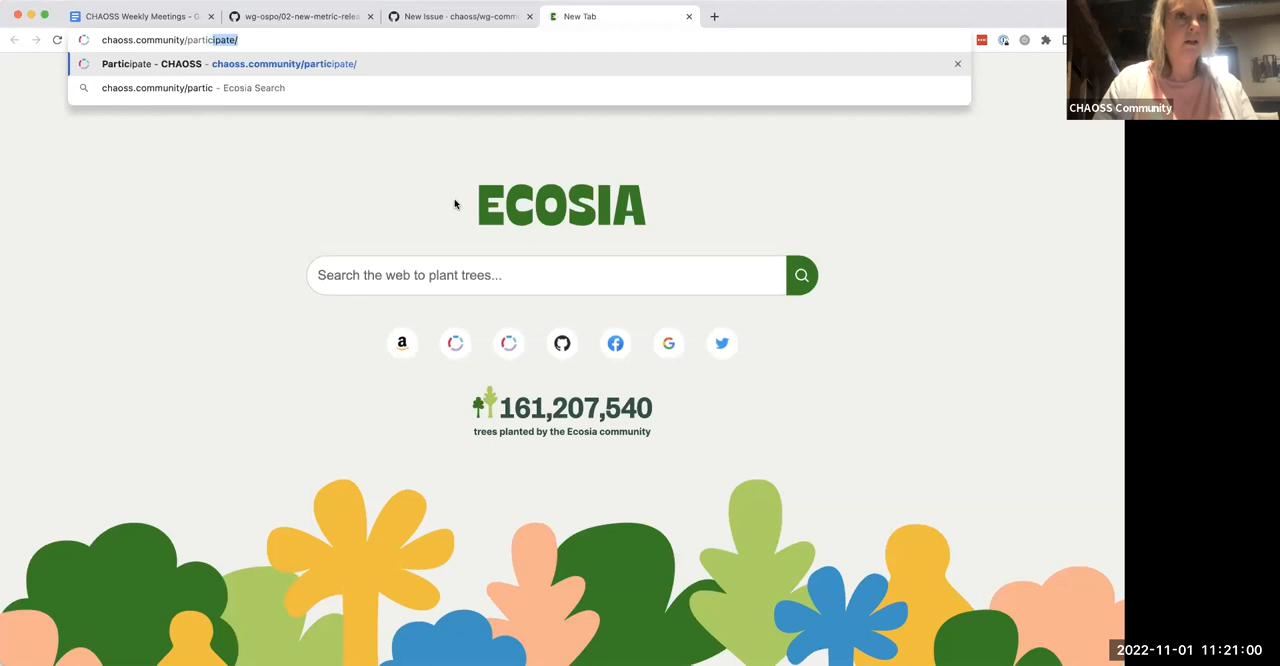 CHAOSS Weekly Meetings - G
wg-ospo/02-new-metric-relea
New Issue · chaoss/wg-comm
New Tab
chaoss.community/participate/
Participate - CHAOSS - chaoss.community/participate/
chaoss.community/partic - Ecosia Search
CHAOSS Community
ECOSIA
Search the web to plant trees...
161,207,540
trees planted by the Ecosia community
2022-11-01 11:21:00